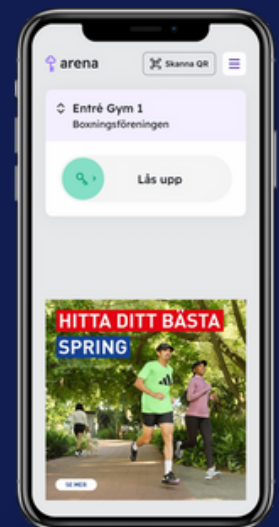 arena
Skanna QR
Entré Gym 1
Boxningsföreningen
Lås upp
HITTA DITT BÄSTA
SPRING
SE MER